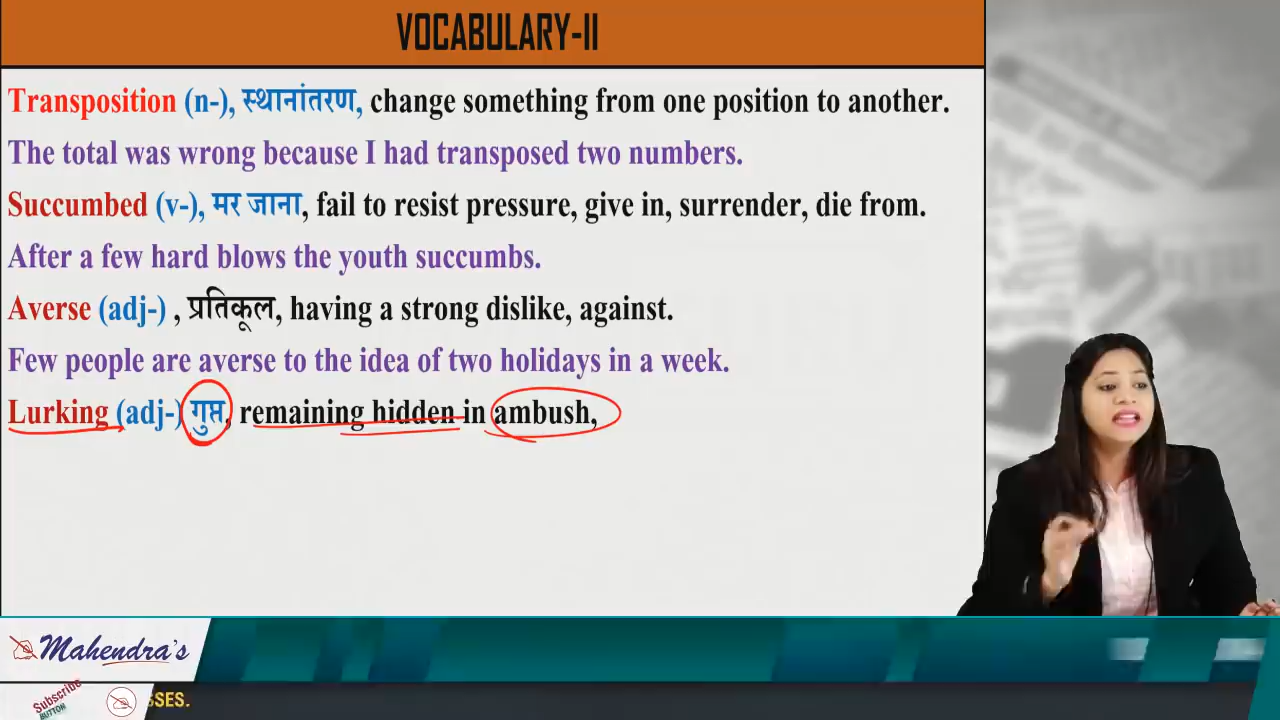 VOCABULARY-II
Transposition (n-), स्थानांतरण, change something from one position to another.
The total was wrong because I had transposed two numbers.
Succumbed (v-), मर जाना, fail to resist pressure, give in, surrender, die from.
After a few hard blows the youth succumbs.
Averse (adj-) , प्रतिकूल, having a strong dislike, against.
Few people are averse to the idea of two holidays in a week.
Lurking (adj-) गुप्त, remaining hidden in ambush,
Mahendra's
Subscribe
BUTTON
SSES.